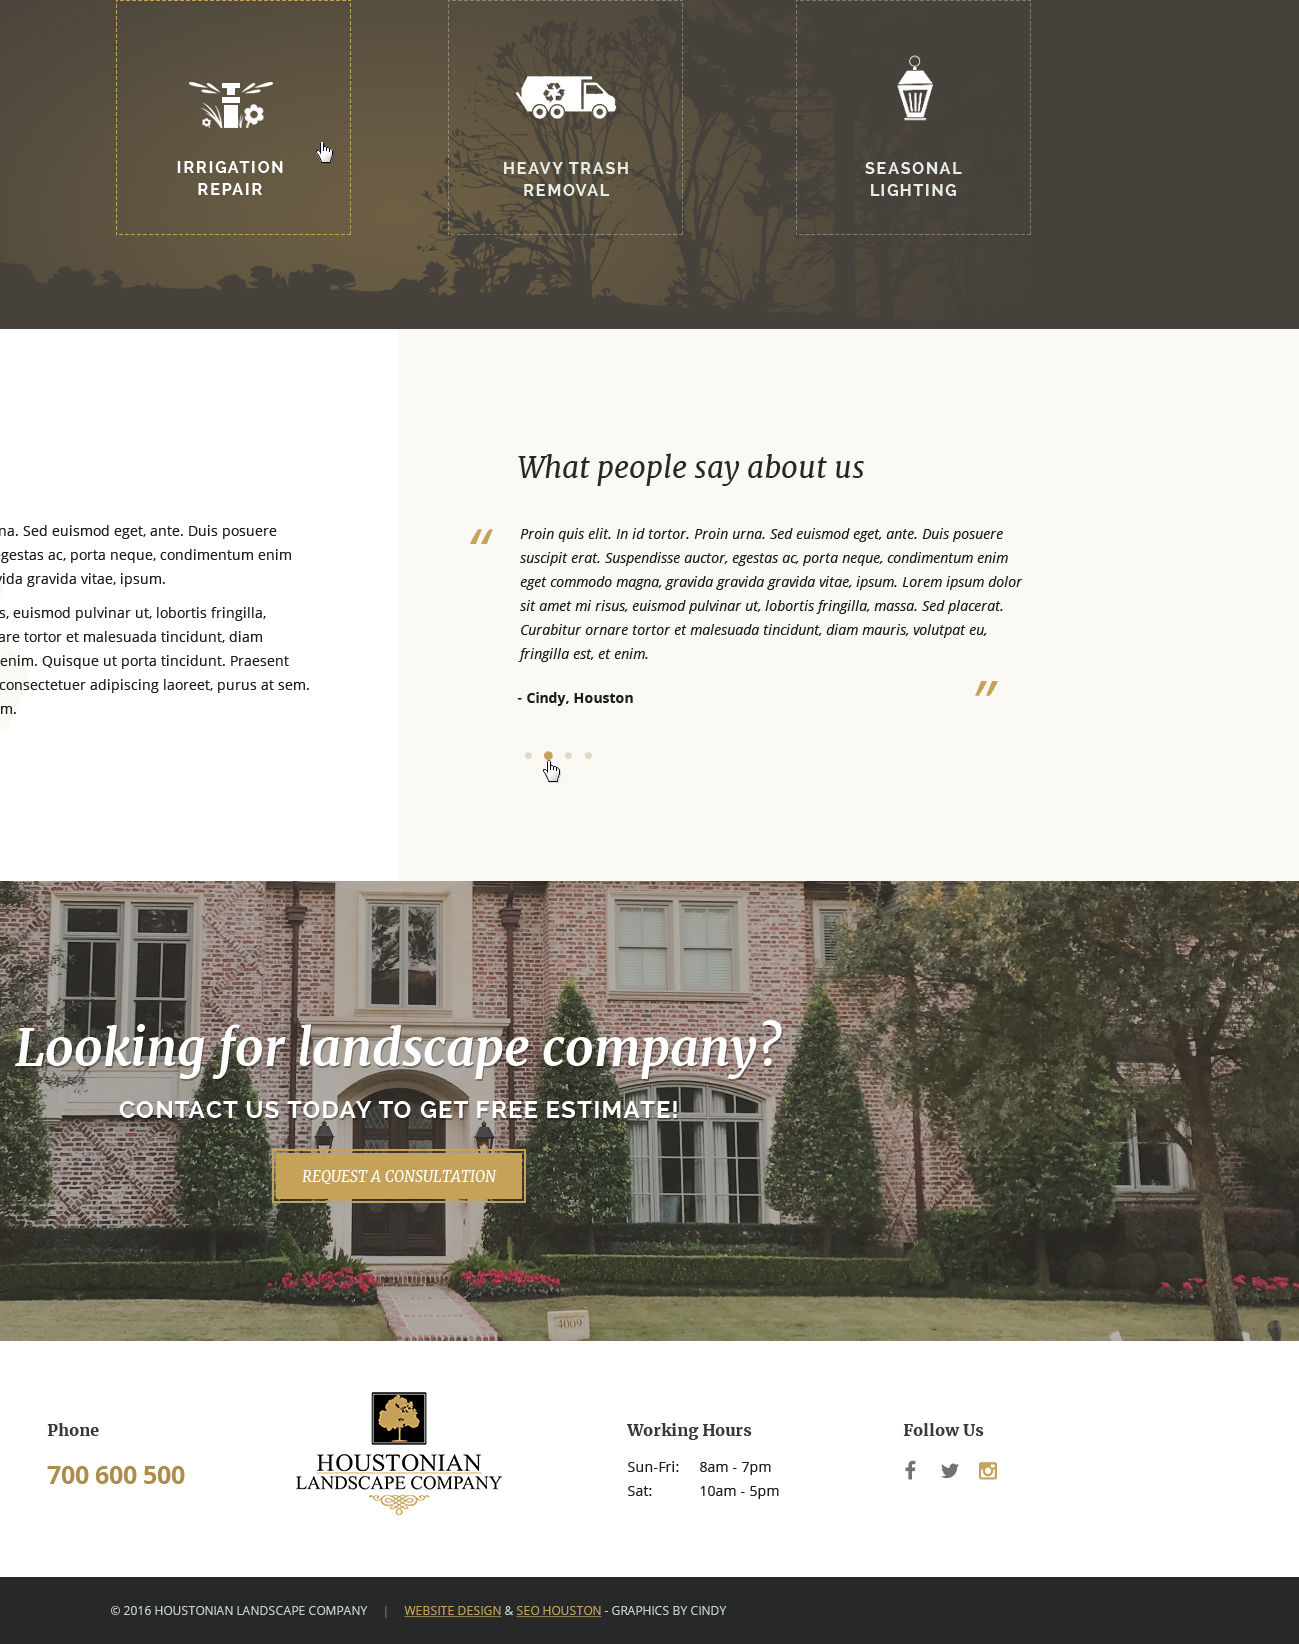 IRRIGATION
REPAIR
HEAVY TRASH
REMOVAL
SEASONAL
LIGHTING
na. Sed euismod eget, ante. Duis posuere
egestas ac, porta neque, condimentum enim
vida gravida vitae, ipsum.
s, euismod pulvinar ut, lobortis fringilla,
are tortor et malesuada tincidunt, diam
enim. Quisque ut porta tincidunt. Praesent
consectetuer adipiscing laoreet, purus at sem.
m.
What people say about us
“ Proin quis elit. In id tortor. Proin urna. Sed euismod eget, ante. Duis posuere
suscipit erat. Suspendisse auctor, egestas ac, porta neque, condimentum enim
eget commodo magna, gravida gravida gravida vitae, ipsum. Lorem ipsum dolor
sit amet mi risus, euismod pulvinar ut, lobortis fringilla, massa. Sed placerat.
Curabitur ornare tortor et malesuada tincidunt, diam mauris, volutpat eu,
fringilla est, et enim.
”
- Cindy, Houston
Looking for landscape company?
CONTACT US TODAY TO GET FREE ESTIMATE!
REQUEST A CONSULTATION
4009
Phone
700 600 500
HOUSTONIAN
LANDSCAPE COMPANY
Working Hours
Sun-Fri: 8am - 7pm
Sat: 10am - 5pm
Follow Us
© 2016 HOUSTONIAN LANDSCAPE COMPANY | WEBSITE DESIGN & SEO HOUSTON - GRAPHICS BY CINDY